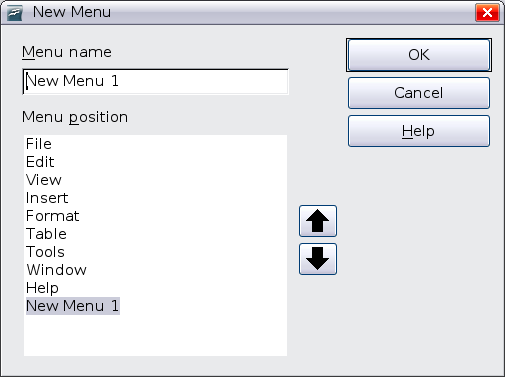 New Menu
Menu name
New Menu 1
Menu position
File
Edit
View
Insert
Format
Table
Tools
Window
Help
New Menu 1
OK
Cancel
Help